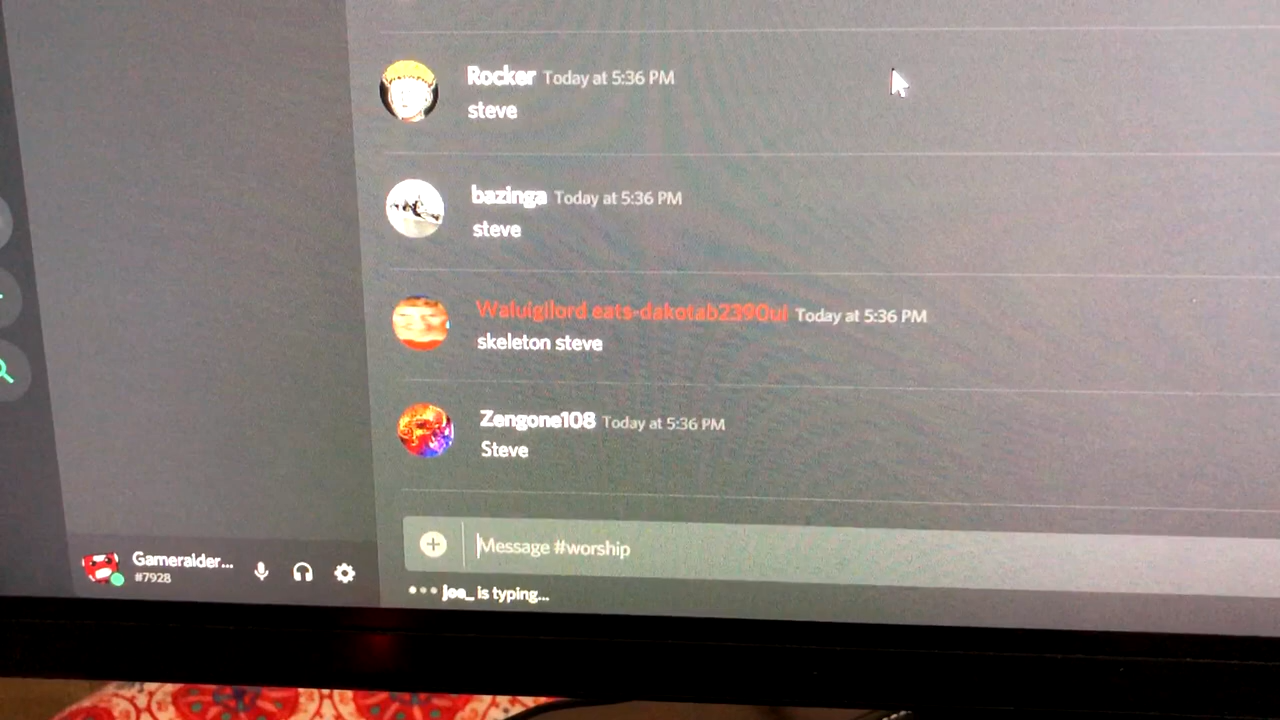 Rocker Today at 5:36 PM
steve
bazinga Today at 5:36 PM
steve
Waluigilord eats-dakotab2390ul Today at 5:36 PM
skeleton steve
Zengone108 Today at 5:36 PM
Steve
Message #worship
Gameraider...
#7928
joe_ is typing...